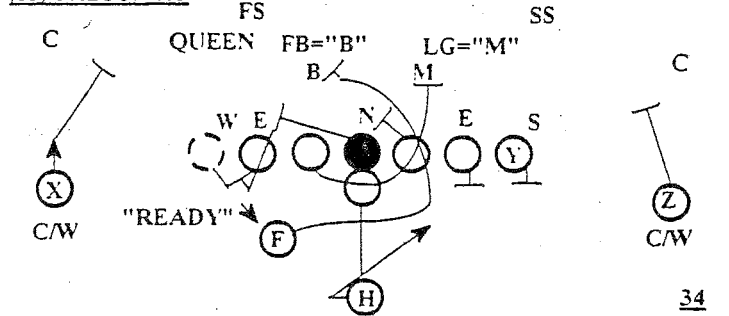 FS
SS
C
QUEEN FB="B" LG="M"
C
B
M
W E
N
E
S
Y
X
"READY"
Z
C/W
F
C/W
H
34